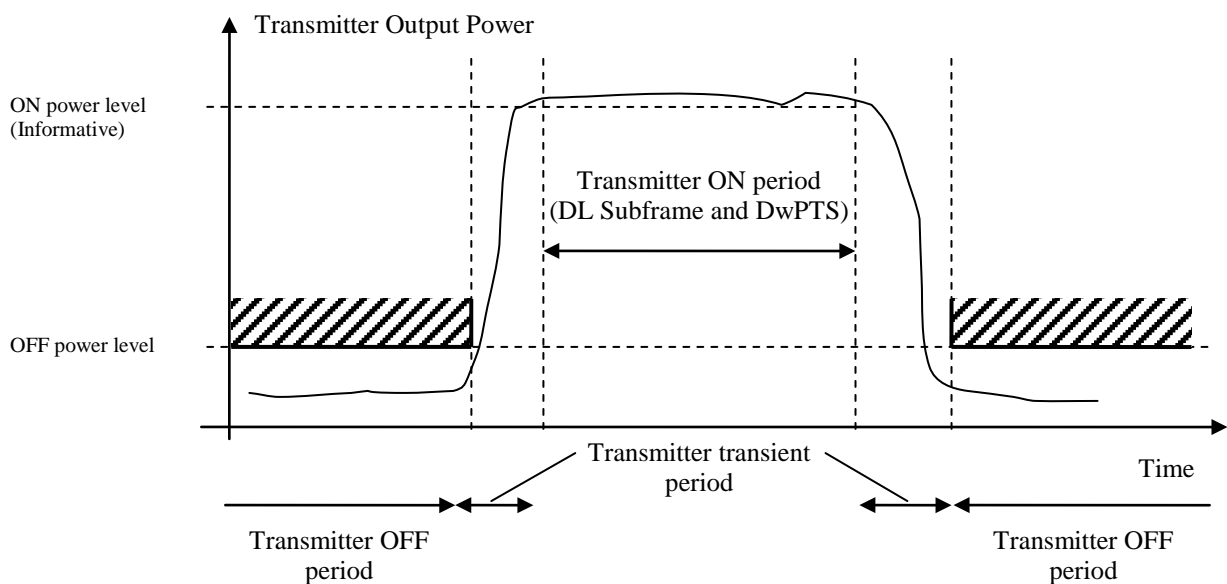 Transmitter Output Power
ON power level
(Informative)
Transmitter ON period
(DL Subframe and DwPTS)
OFF power level
Transmitter transient
period
Time
Transmitter OFF
period
Transmitter OFF
period